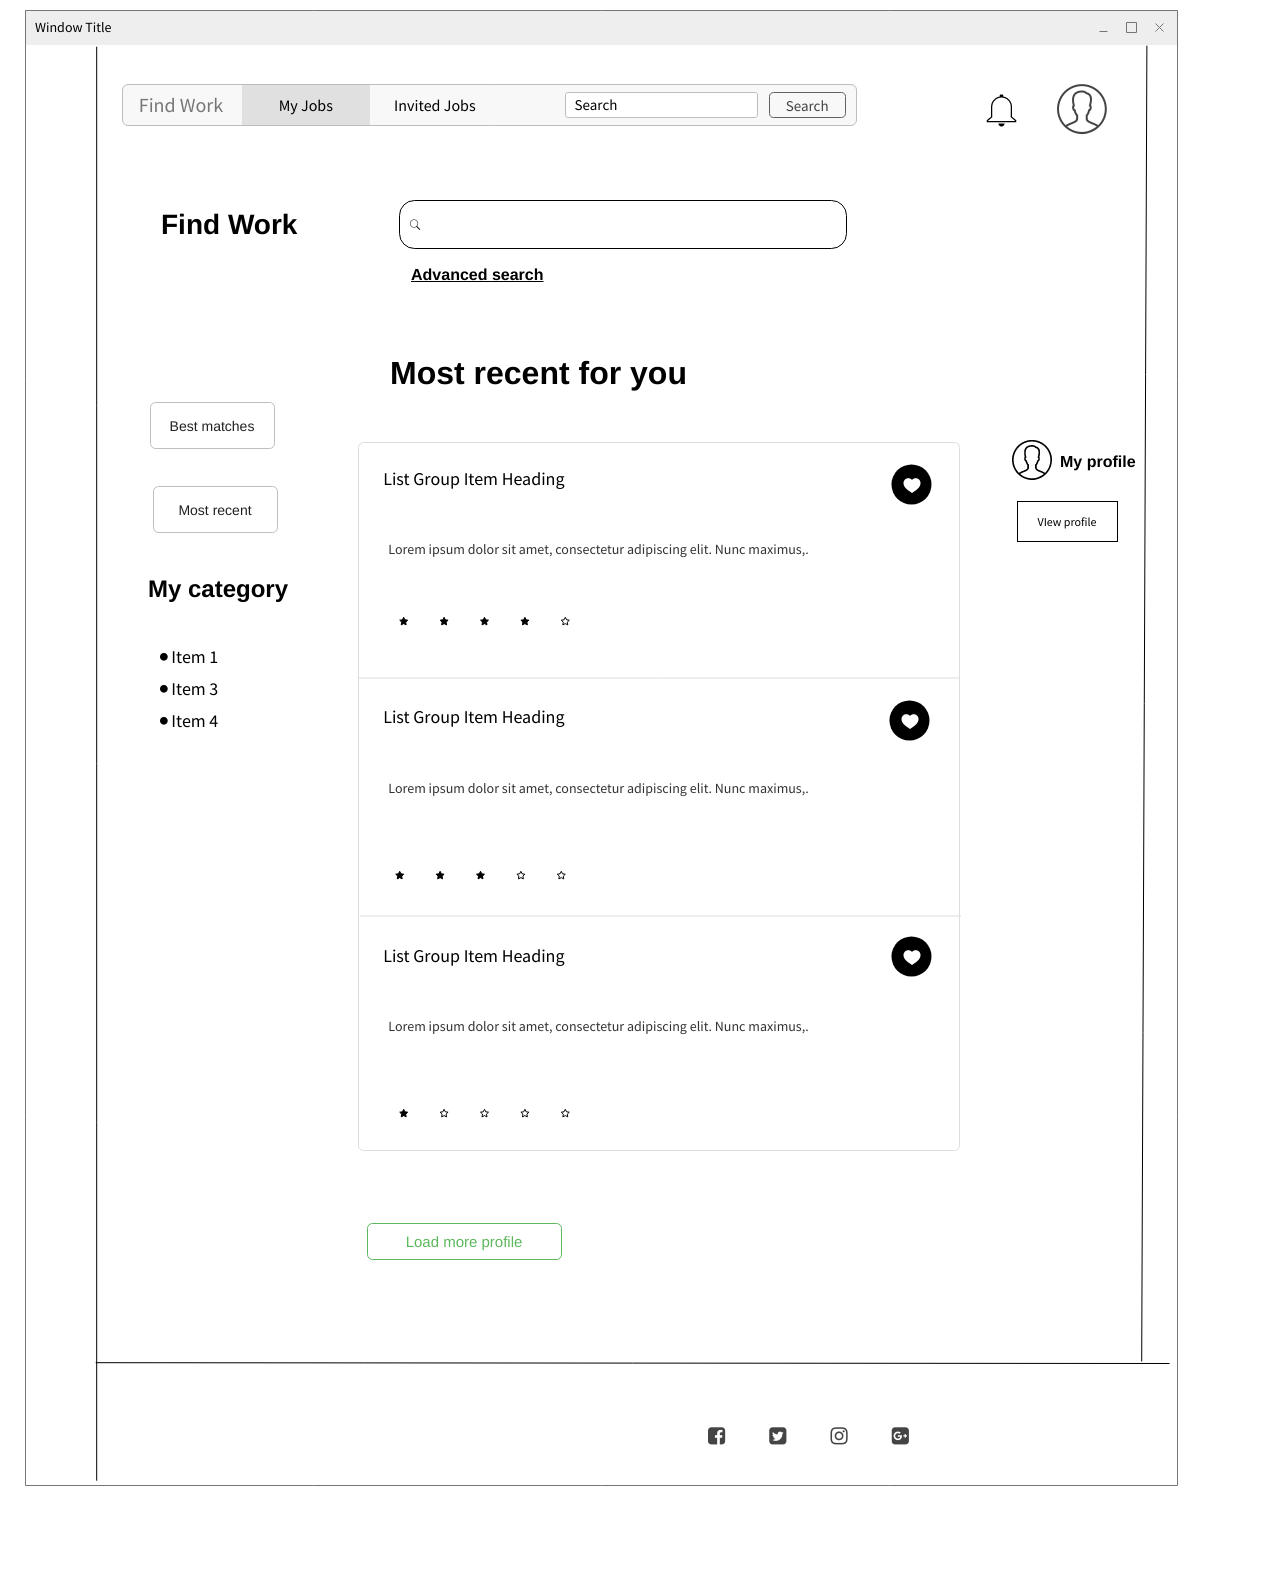 Window Title
Find Work My Jobs Invited Jobs Search Search
Find Work
Advanced search
Most recent for you
Best matches
Most recent
My category
Item 1
Item 3
Item 4
List Group Item Heading
Lorem ipsum dolor sit amet, consectetur adipiscing elit. Nunc maximus,.
List Group Item Heading
Lorem ipsum dolor sit amet, consectetur adipiscing elit. Nunc maximus,.
List Group Item Heading
Lorem ipsum dolor sit amet, consectetur adipiscing elit. Nunc maximus,.
My profile
VIew profile
Load more profile